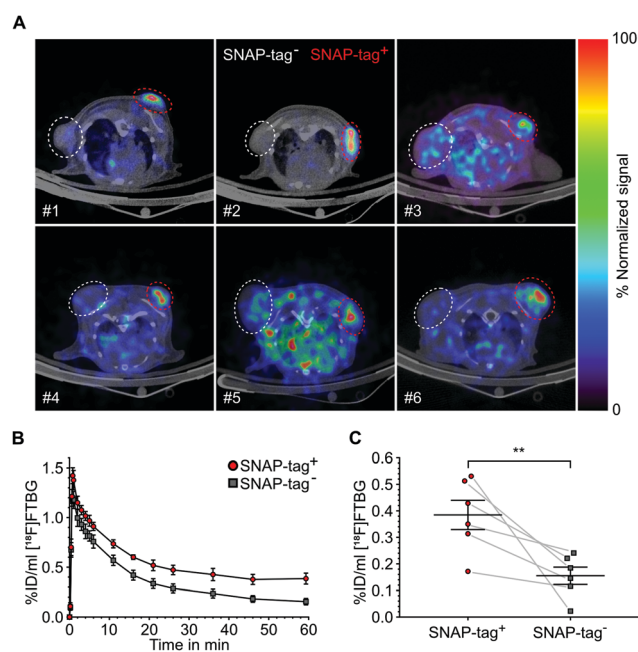 A
SNAP-tag⁻ SNAP-tag⁺
#1
#2
#3
#4
#5
#6
100
% Normalized signal
0
B
SNAP-tag⁺
SNAP-tag⁻
%ID/ml [¹⁸F]FTBG
1.5
1.0
0.5
0.0
0 10 20 30 40 50 60
Time in min
C
**
%ID/ml [¹⁸F]FTBG
0.6
0.5
0.4
0.3
0.2
0.1
0.0
SNAP-tag⁺ SNAP-tag⁻